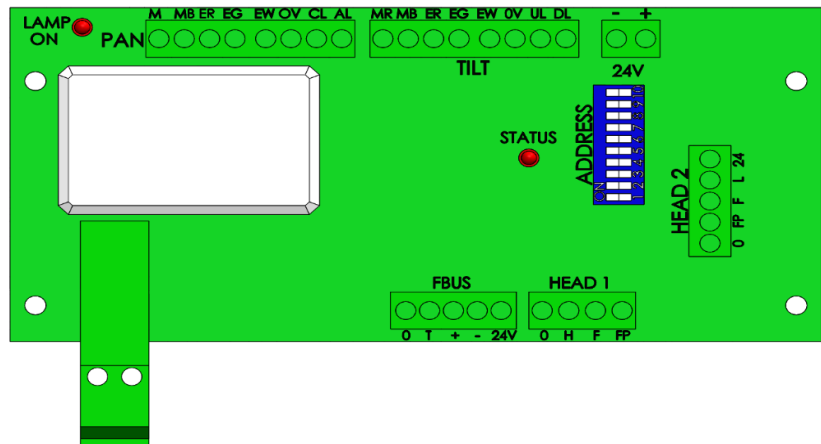 LAMP ON
PAN
M MB ER EG EW OV CL AL
MR MB ER EG EW 0V UL DL
TILT
- +
24V
STATUS
ADDRESS
ON
1 2 3 4 5 6 7 8 9 10
HEAD 2
0 FP F L 24
FBUS
0 T + - 24V
HEAD 1
0 H F FP